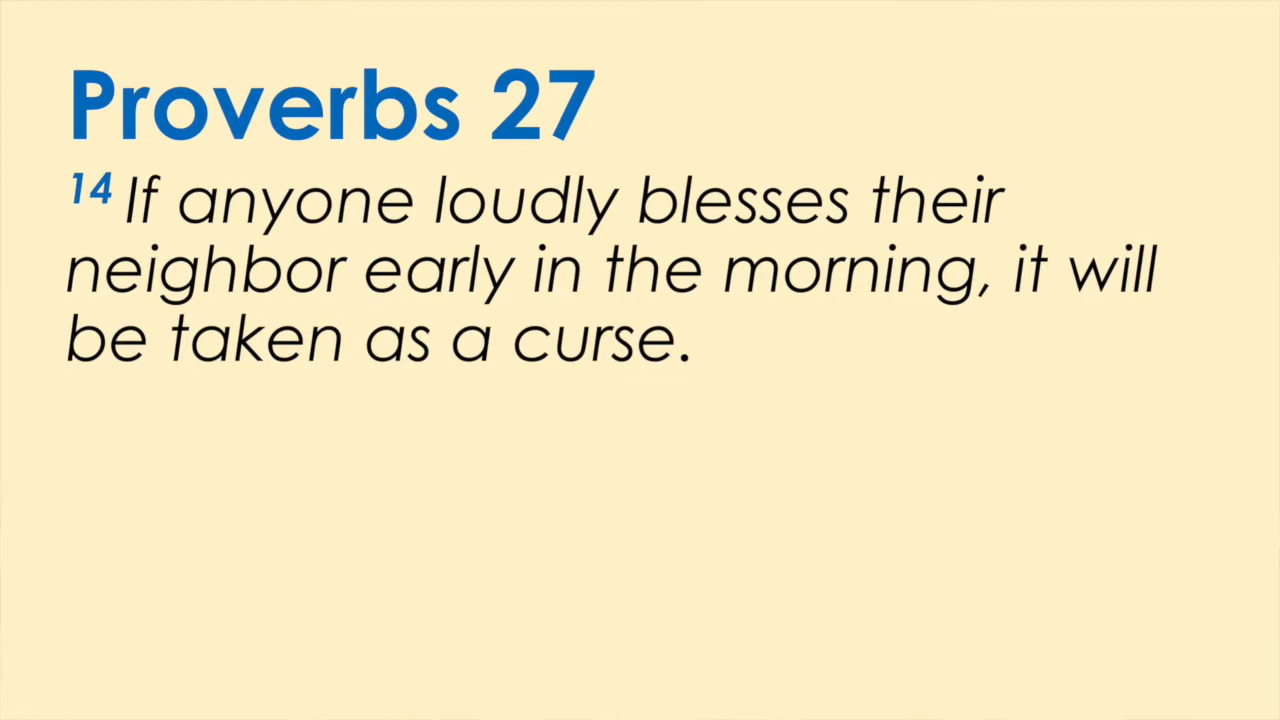 Proverbs 27
14 If anyone loudly blesses their
neighbor early in the morning, it will
be taken as a curse.